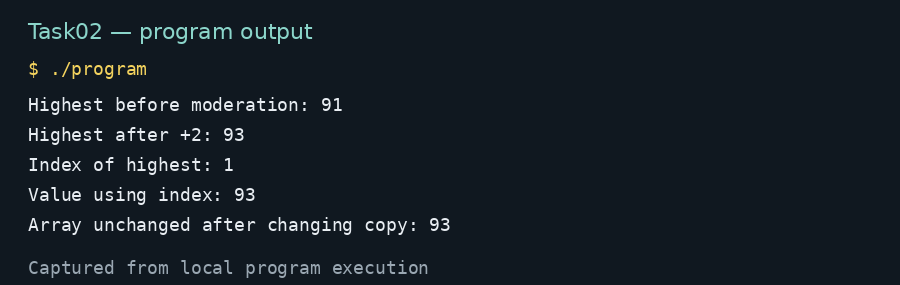 Task02 — program output
$ ./program
Highest before moderation: 91
Highest after +2: 93
Index of highest: 1
Value using index: 93
Array unchanged after changing copy: 93
Captured from local program execution